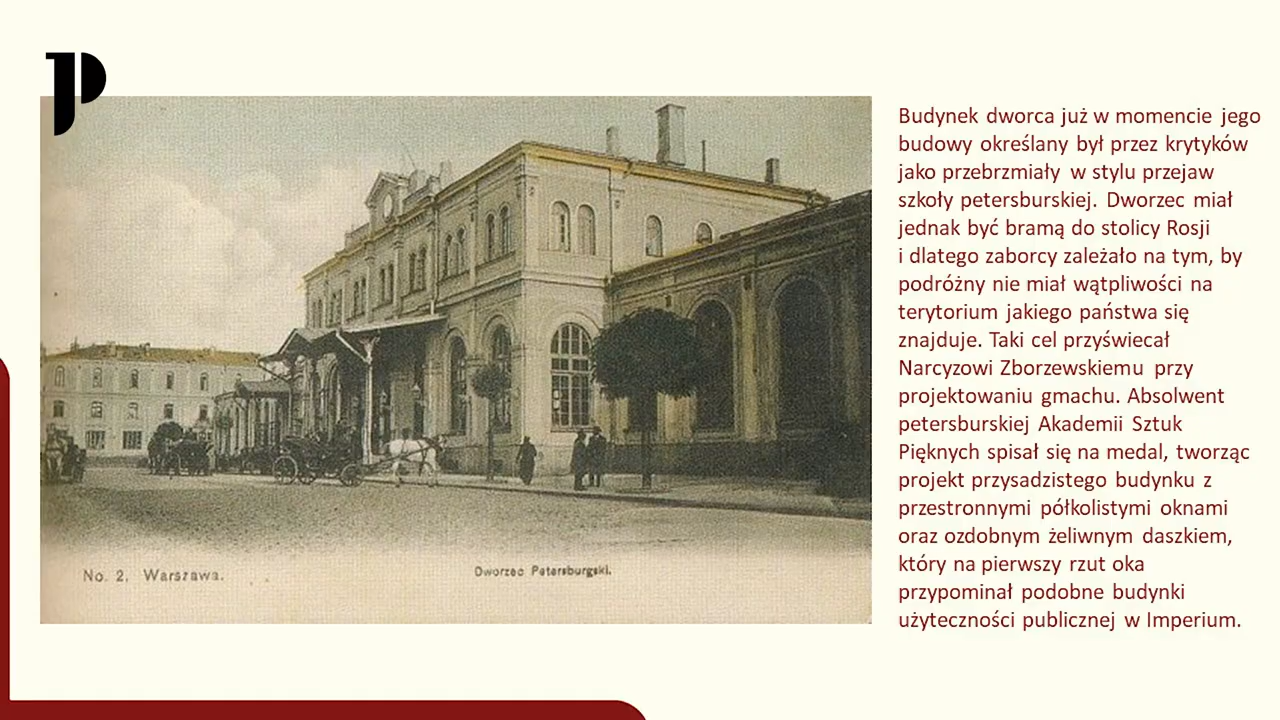 Budynek dworca już w momencie jego
budowy określany był przez krytyków
jako przebrzmiały w stylu przejaw
szkoły petersburskiej. Dworzec miał
jednak być bramą do stolicy Rosji
i dlatego zaborcy zależało na tym, by
podróżny nie miał wątpliwości na
terytorium jakiego państwa się
znajduje. Taki cel przyświecał
Narcyzowi Zborzewskiemu przy
projektowaniu gmachu. Absolwent
petersburskiej Akademii Sztuk
Pięknych spisał się na medal, tworząc
projekt przysadzistego budynku z
przestronnymi półkolistymi oknami
oraz ozdobnym żeliwnym daszkiem,
który na pierwszy rzut oka
przypominał podobne budynki
użyteczności publicznej w Imperium.
No. 2. Warszawa.
Dworzec Petersburgski.